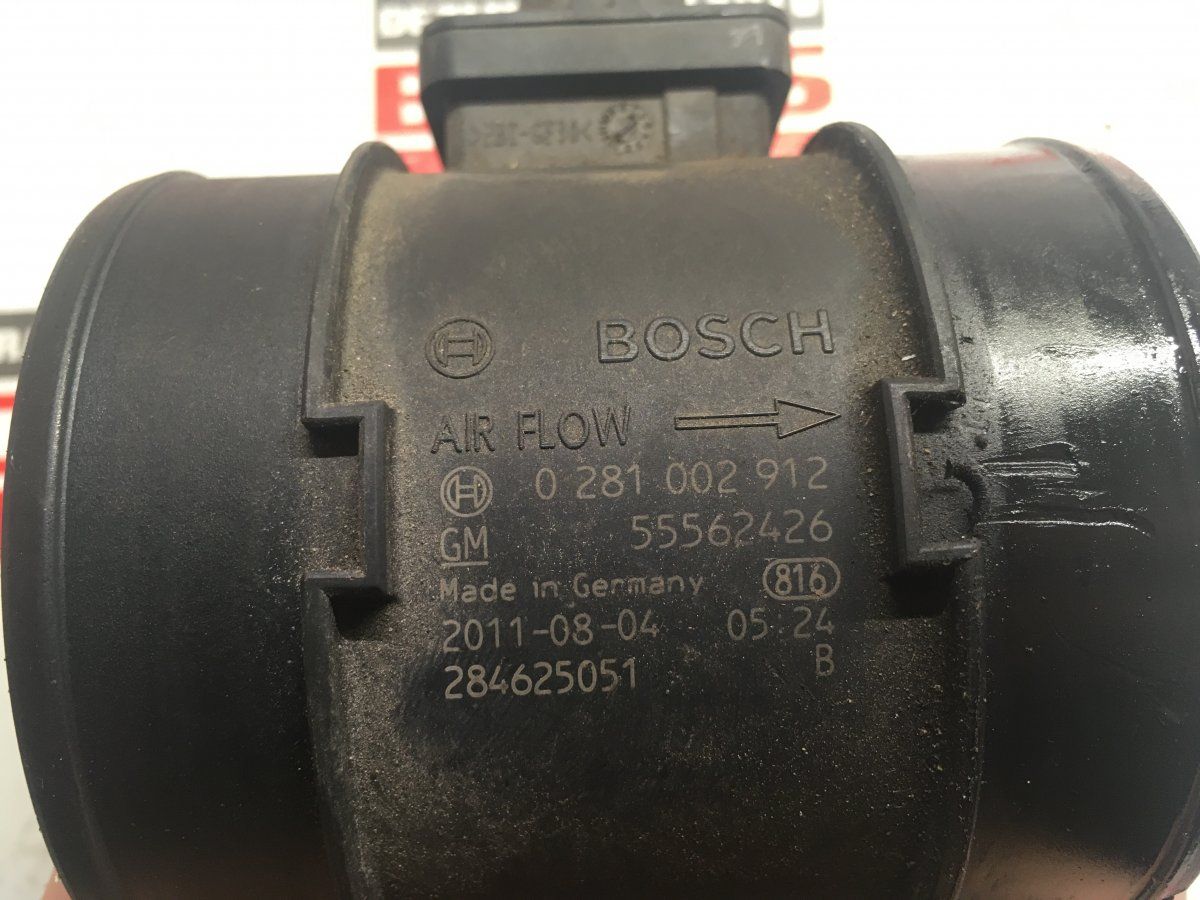 BOSCH
AIR FLOW
0 281 002 912
GM 55562426
Made in Germany 816
2011-08-04 05:24
284625051 B